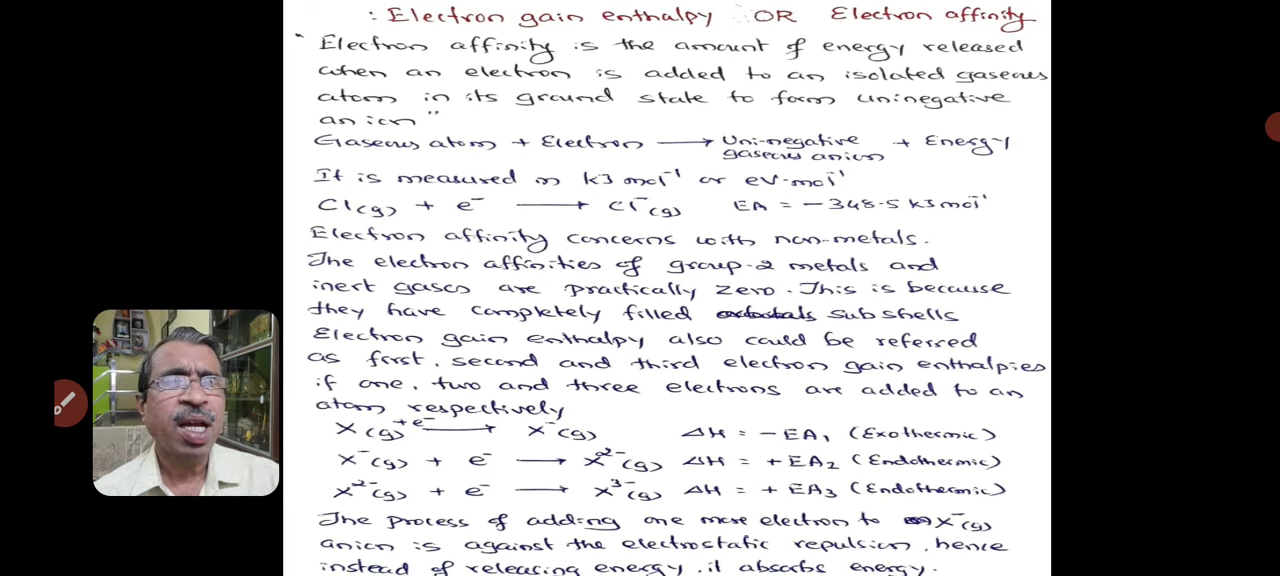 : Electron gain enthalpy OR Electron affinity
" Electron affinity is the amount of energy released
when an electron is added to an isolated gaseous
atom in its ground state to form uninegative
anion "
Gaseous atom + Electron → Uni-negative gaseous anion + Energy
It is measured in kJ mol⁻¹ or eV mol⁻¹
Cl(g) + e⁻ → Cl⁻(g) EA = -348.5 kJ mol⁻¹
Electron affinity concerns with non-metals.
The electron affinities of group-2 metals and
inert gases are practically zero. This is because
they have completely filled sub shells
Electron gain enthalpy also could be referred
as first, second and third electron gain enthalpies
if one, two and three electrons are added to an
atom respectively
X(g) +e⁻ → X⁻(g) ΔH = -EA₁ (Exothermic)
X⁻(g) + e⁻ → X²⁻(g) ΔH = +EA₂ (Endothermic)
X²⁻(g) + e⁻ → X³⁻(g) ΔH = +EA₃ (Endothermic)
The process of adding one more electron to X⁻(g)
anion is against the electrostatic repulsion, hence
instead of releasing energy, it absorbs energy.